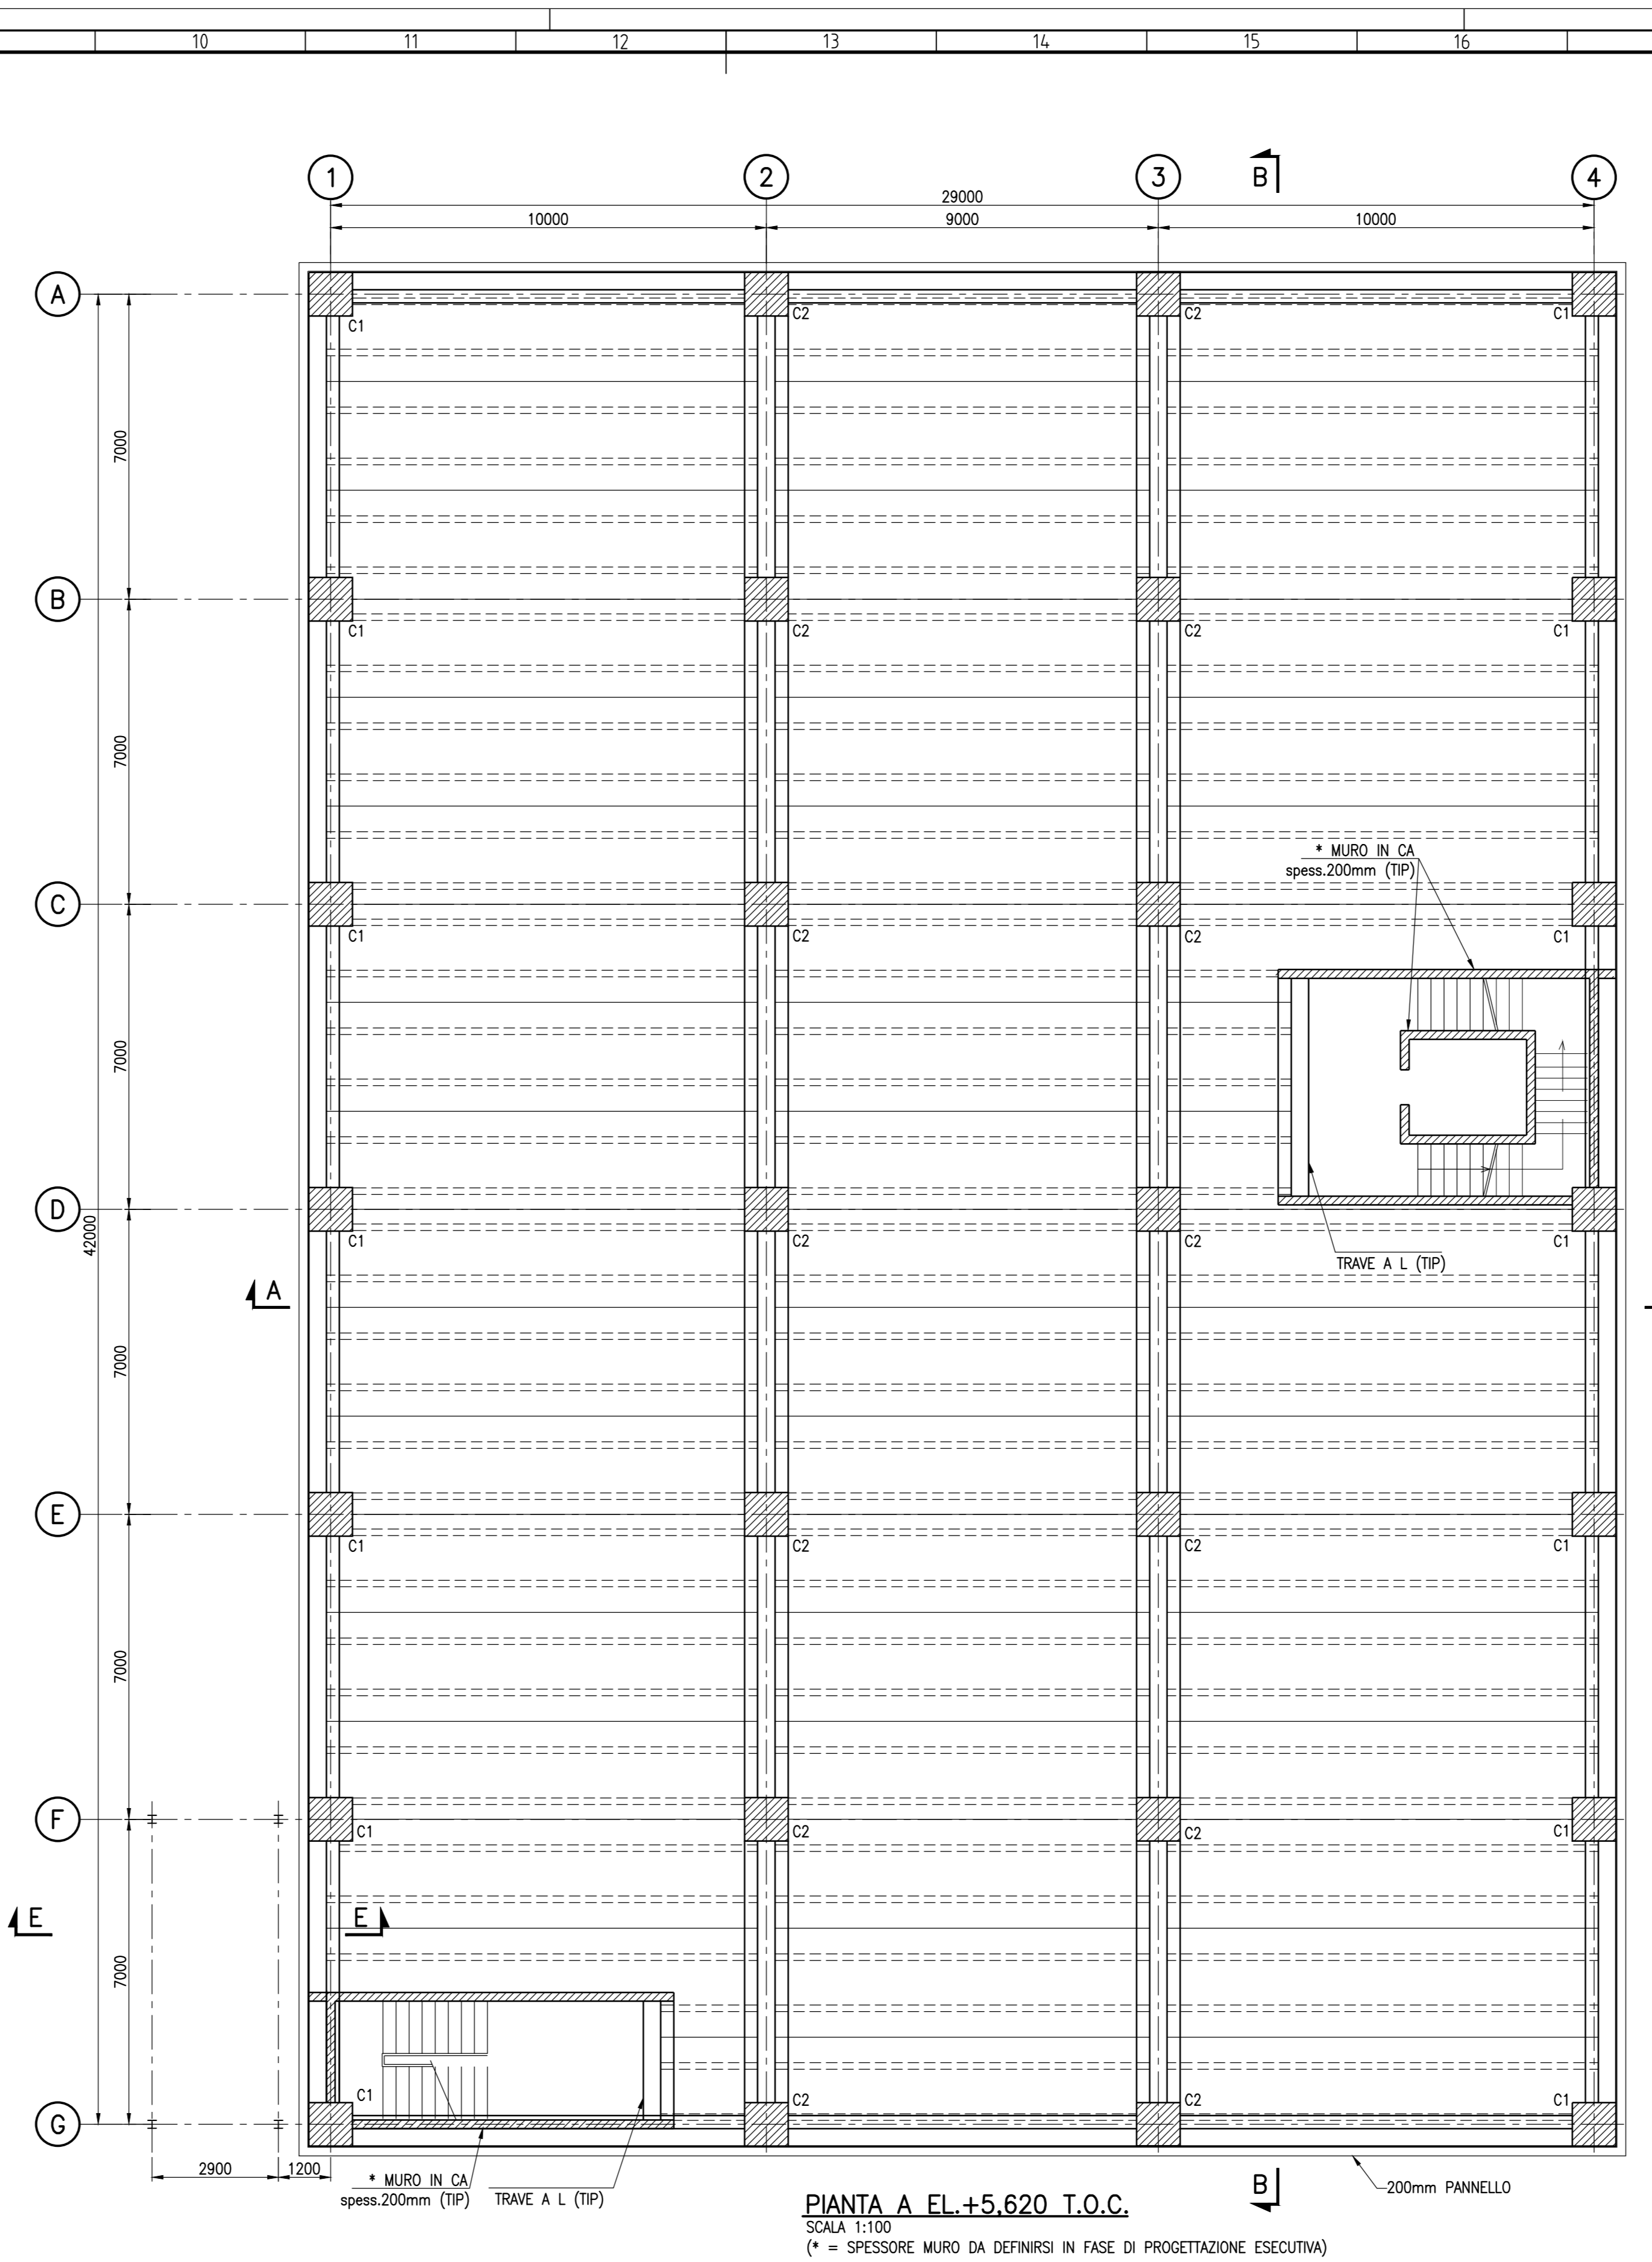 10 11 12 13 14 15 16
1 2 3 B 4
29000
10000 9000 10000
A
C1 C2 C2 C1
7000
B
C1 C2 C2 C1
7000
* MURO IN CA
spess.200mm (TIP)
C
C1 C2 C2 C1
7000
D
C1 C2 C2 C1
42000
TRAVE A L (TIP)
A
7000
E
C1 C2 C2 C1
7000
F
C1 C2 C2 C1
E E
7000
C1 C2 C2 C1
G
2900 1200
* MURO IN CA
spess.200mm (TIP)
TRAVE A L (TIP)
B
200mm PANNELLO
PIANTA A EL.+5,620 T.O.C.
SCALA 1:100
(* = SPESSORE MURO DA DEFINIRSI IN FASE DI PROGETTAZIONE ESECUTIVA)